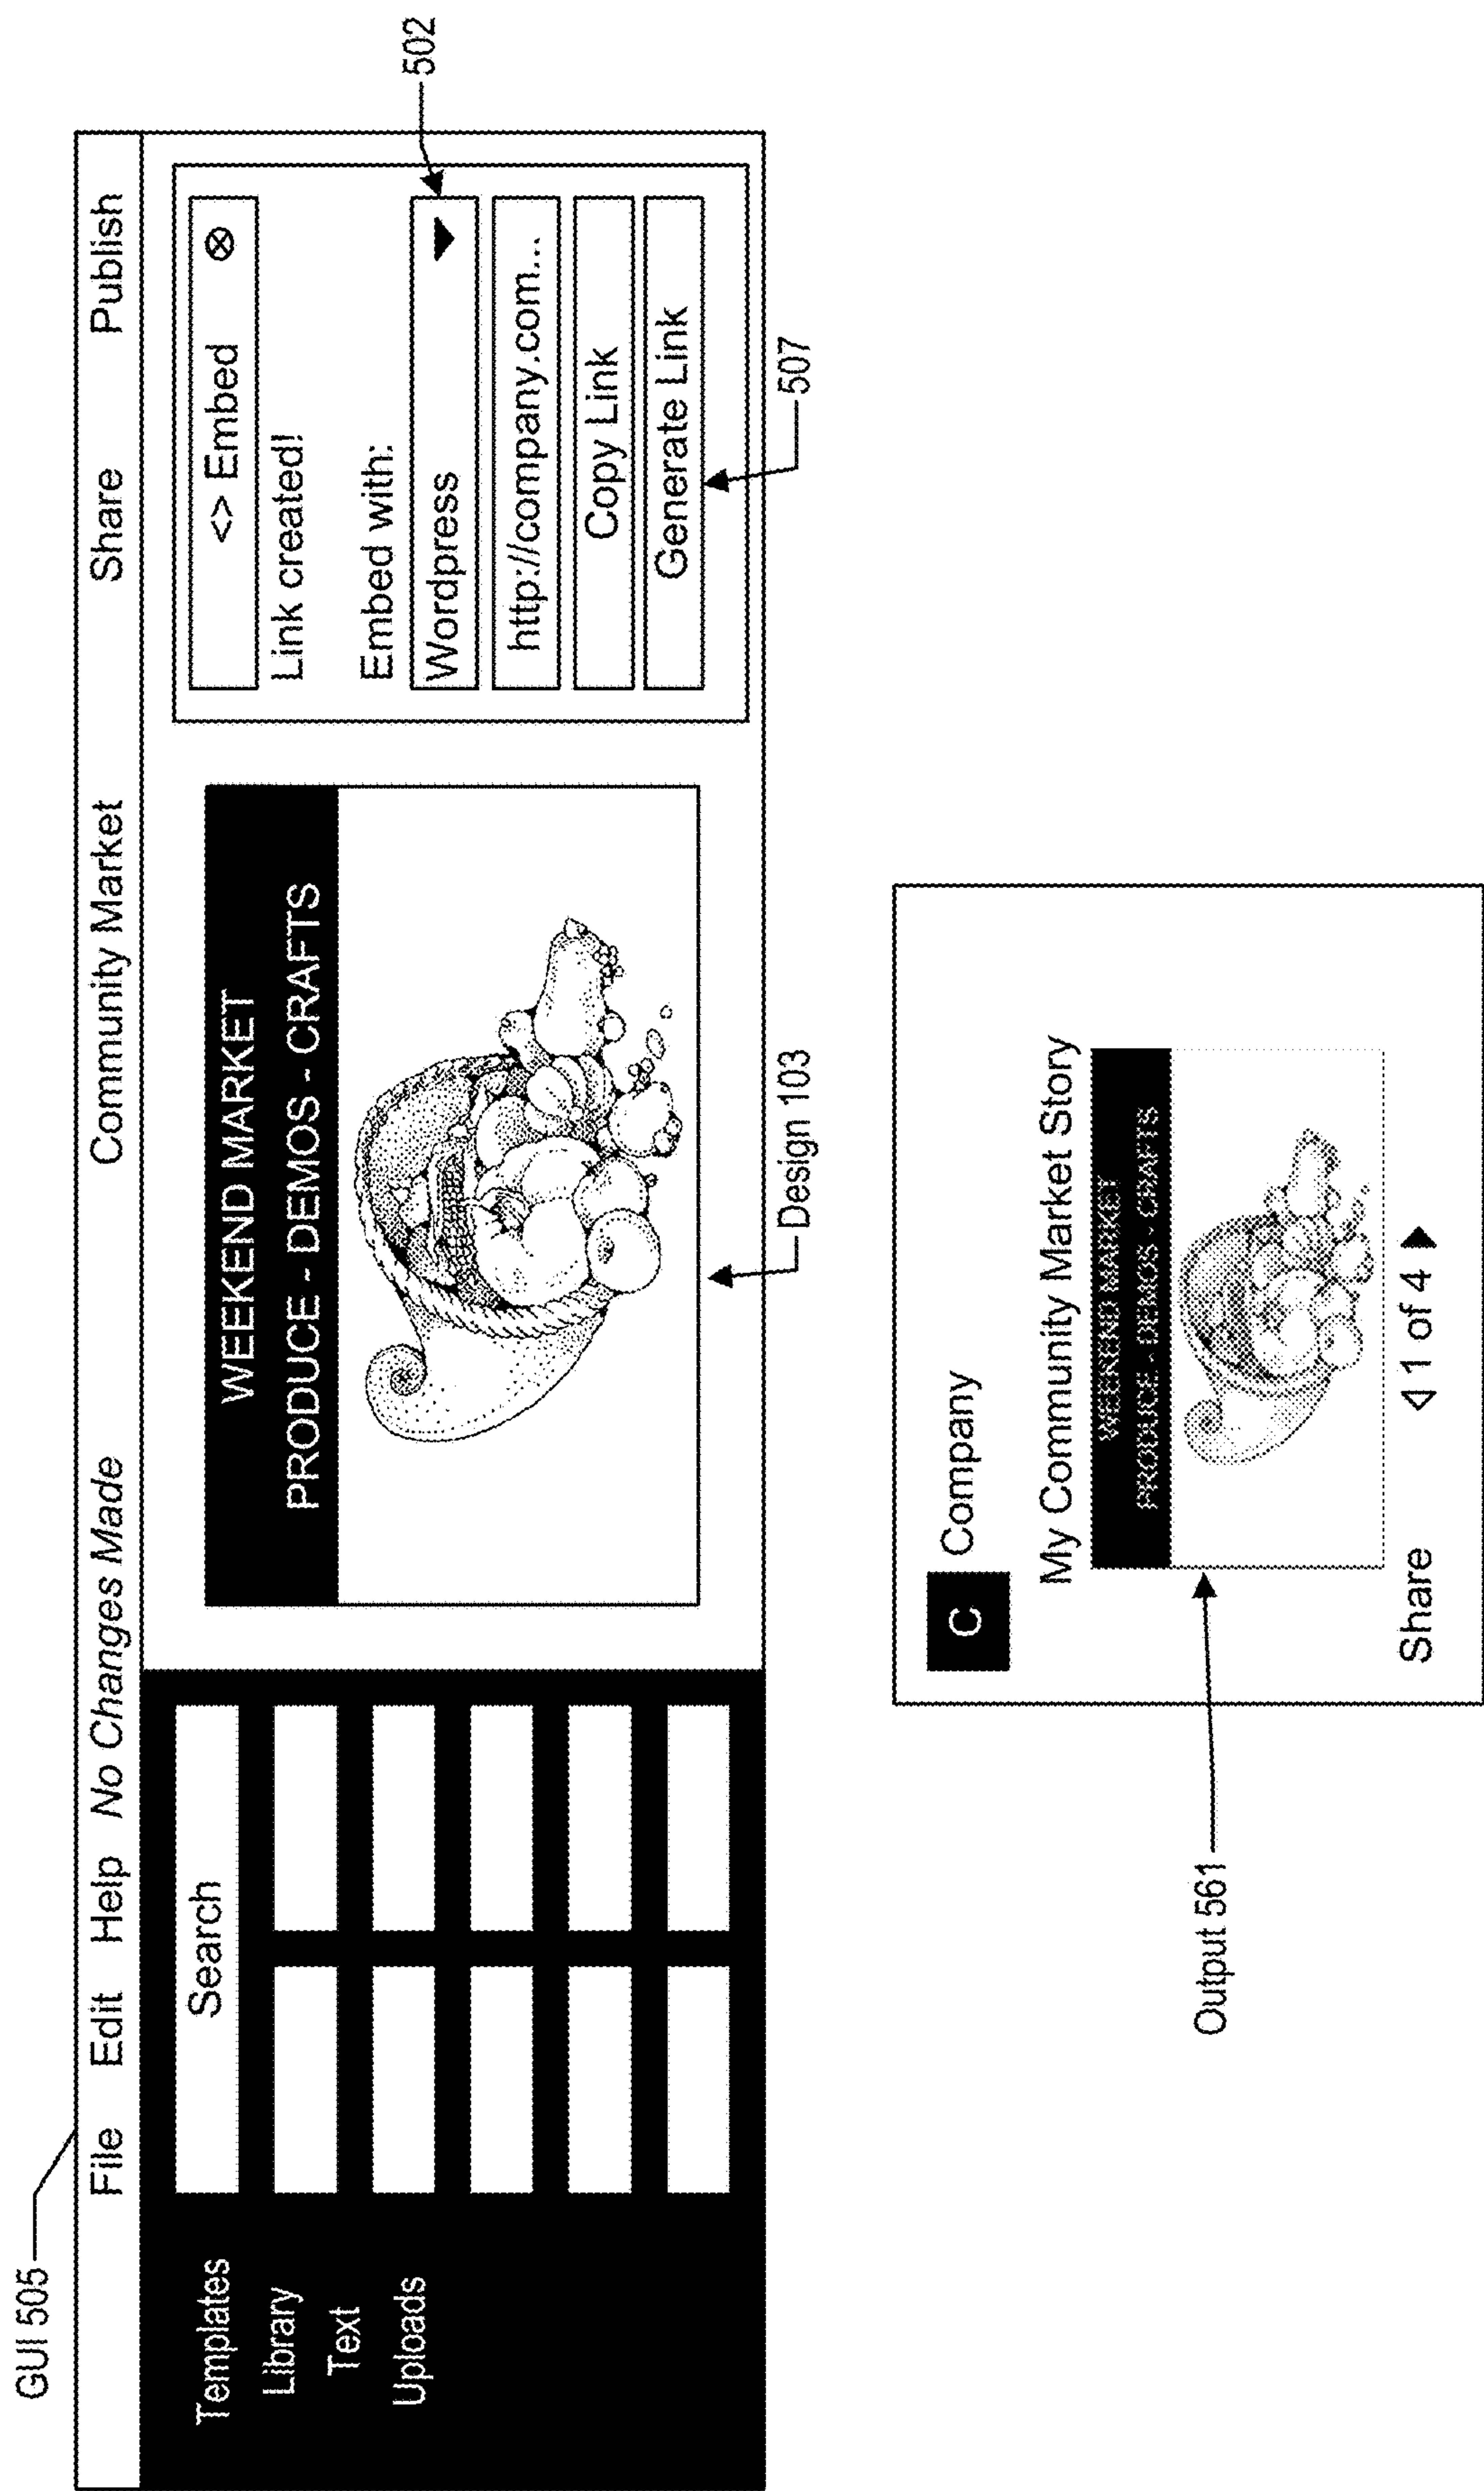 GUI 505
File Edit Help No Changes Made Community Market Share Publish
Templates
Library
Text
Uploads
Search
WEEKEND MARKET
PRODUCE - DEMOS - CRAFTS
Design 103
<> Embed ⊗
Link created!
Embed with:
Wordpress
502
http://company.com...
Copy Link
Generate Link
507
C Company
My Community Market Story
WEEKEND MARKET
PRODUCE - DEMOS - CRAFTS
Share 1 of 4
Output 561